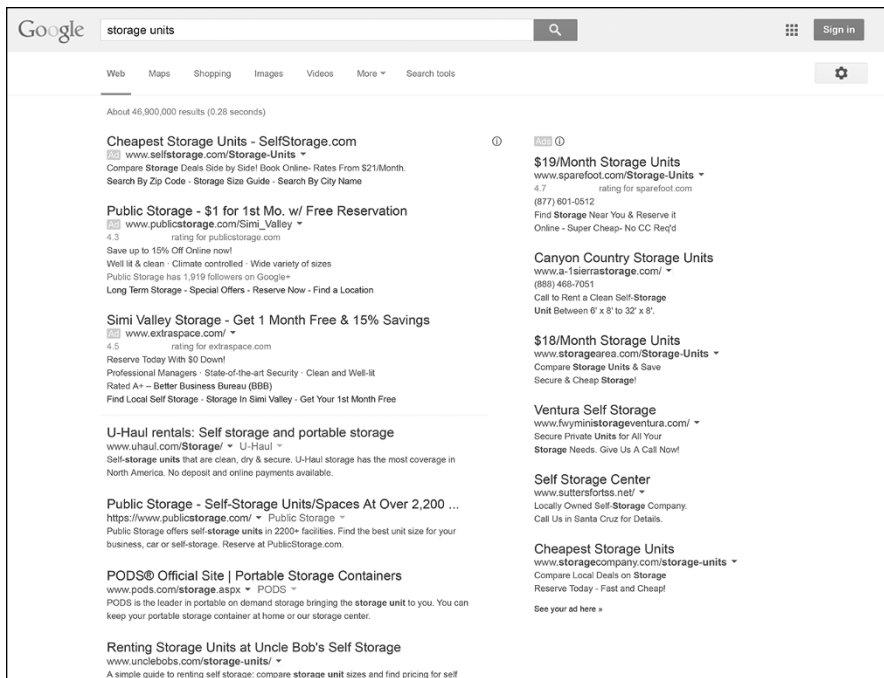 Google
storage units
Sign in
Web Maps Shopping Images Videos More Search tools
About 46,900,000 results (0.28 seconds)
Cheapest Storage Units - SelfStorage.com
Ad www.selfstorage.com/Storage-Units
Compare Storage Deals Side by Side! Book Online- Rates From $21/Month.
Search By Zip Code - Storage Size Guide - Search By City Name
Public Storage - $1 for 1st Mo. w/ Free Reservation
Ad www.publicstorage.com/Simi_Valley
4.3 rating for publicstorage.com
Save up to 15% Off Online now!
Well lit & clean · Climate controlled · Wide variety of sizes
Public Storage has 1,919 followers on Google+
Long Term Storage - Special Offers - Reserve Now - Find a Location
Simi Valley Storage - Get 1 Month Free & 15% Savings
Ad www.extraspace.com/
4.5 rating for extraspace.com
Reserve Today With $0 Down!
Professional Managers · State-of-the-art Security · Clean and Well-lit
Rated A+ – Better Business Bureau (BBB)
Find Local Self Storage - Storage In Simi Valley - Get Your 1st Month Free
U-Haul rentals: Self storage and portable storage
www.uhaul.com/Storage/ U-Haul
Self-storage units that are clean, dry & secure. U-Haul storage has the most coverage in
North America. No deposit and online payments available.
Public Storage - Self-Storage Units/Spaces At Over 2,200 ...
https://www.publicstorage.com/ Public Storage
Public Storage offers self-storage units in 2200+ facilities. Find the best unit size for your
business, car or self-storage. Reserve at PublicStorage.com.
PODS® Official Site | Portable Storage Containers
www.pods.com/storage.aspx PODS
PODS is the leader in portable on demand storage bringing the storage unit to you. You can
keep your portable storage container at home or our storage center.
Renting Storage Units at Uncle Bob's Self Storage
www.unclebobs.com/storage-units/
A simple guide to renting self storage: compare storage unit sizes and find pricing for self
Ads
$19/Month Storage Units
www.sparefoot.com/Storage-Units
4.7 rating for sparefoot.com
(877) 601-0512
Find Storage Near You & Reserve it
Online - Super Cheap- No CC Req'd
Canyon Country Storage Units
www.a-1sierrastorage.com/
(888) 468-7051
Call to Rent a Clean Self-Storage
Unit Between 6' x 8' to 32' x 8'.
$18/Month Storage Units
www.storagearea.com/Storage-Units
Compare Storage Units & Save
Secure & Cheap Storage!
Ventura Self Storage
www.fwyministorageventura.com/
Secure Private Units for All Your
Storage Needs. Give Us A Call Now!
Self Storage Center
www.suttersfortss.net/
Locally Owned Self-Storage Company.
Call Us in Santa Cruz for Details.
Cheapest Storage Units
www.storagecompany.com/storage-units
Compare Local Deals on Storage
Reserve Today - Fast and Cheap!
See your ad here »